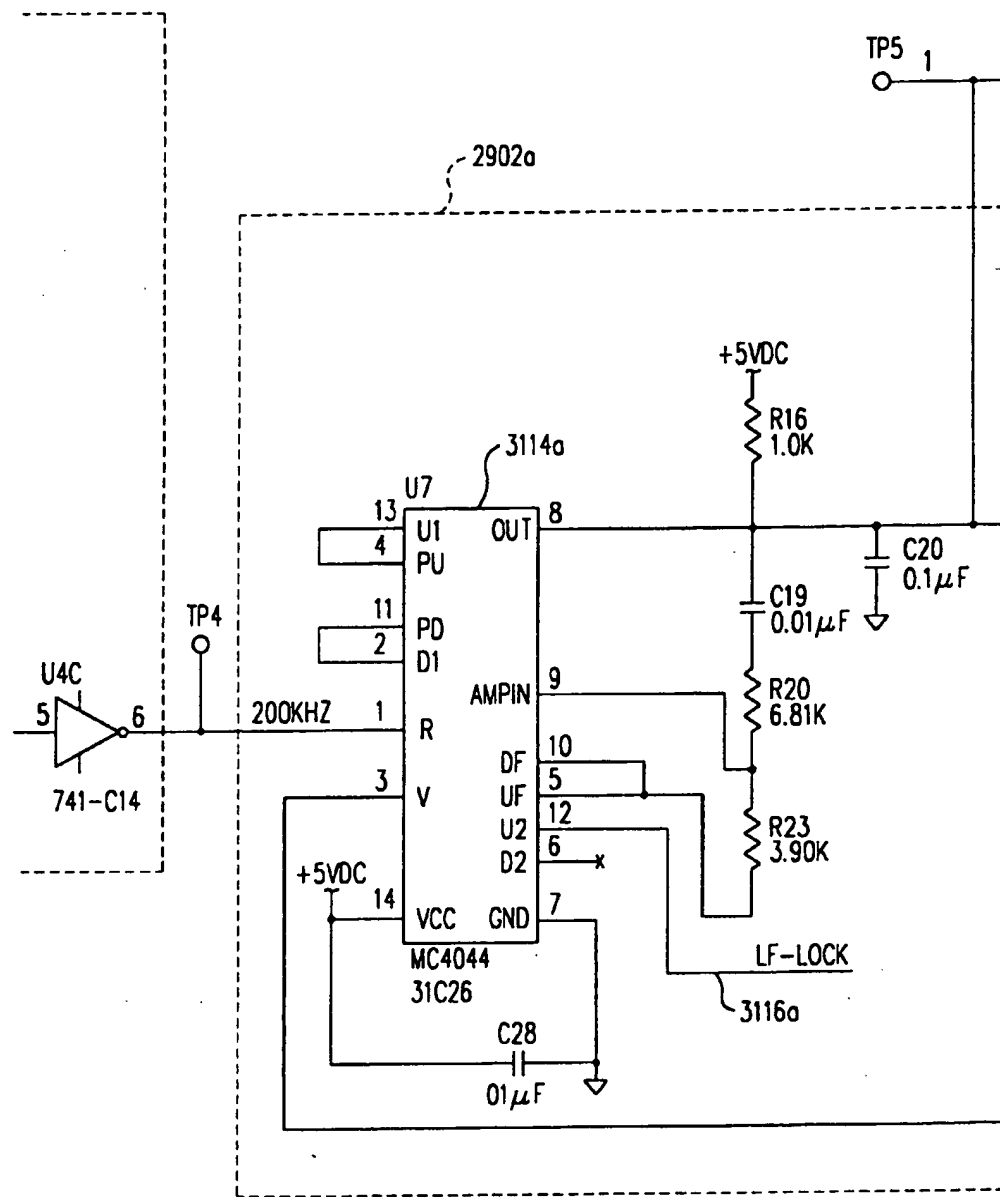 TP5 1
2902a
+5VDC
R16
1.0K
3114a
U7
13 U1
4 PU
11 PD
2 D1
1 R
3 V
14 VCC
OUT 8
AMPIN 9
DF 10
UF 5
U2 12
D2 6
x
GND 7
MC4044
31C26
C20
0.1μF
C19
0.01μF
R20
6.81K
R23
3.90K
TP4
U4C
5 6
741-C14
200KHZ
+5VDC
LF-LOCK
3116a
C28
01μF